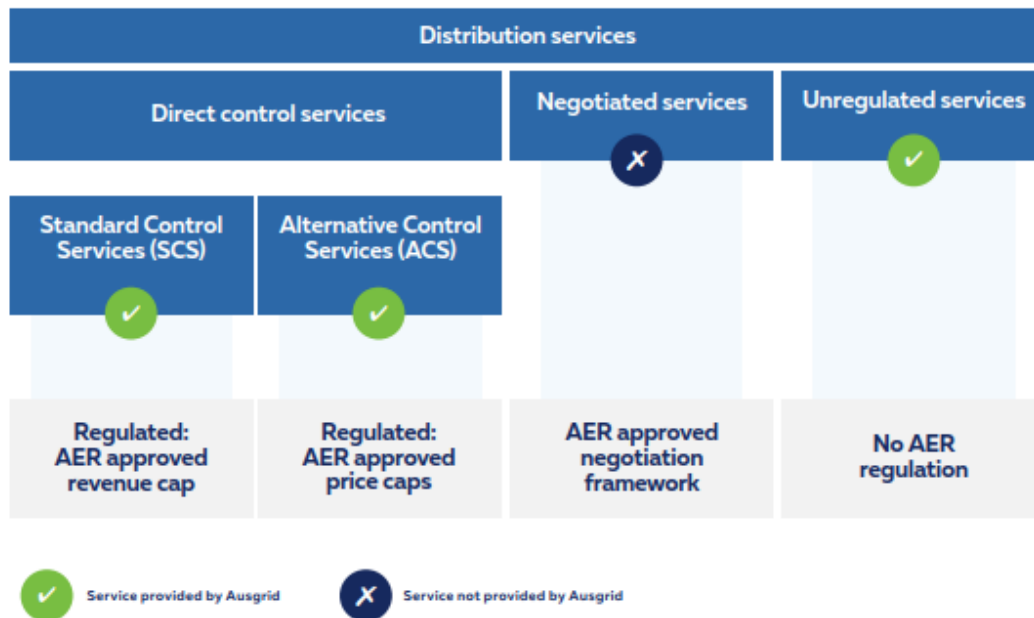 Distribution services
Direct control services
Negotiated services
Unregulated services
Standard Control
Services (SCS)
Alternative Control
Services (ACS)
Regulated:
AER approved
revenue cap
Regulated:
AER approved
price caps
AER approved
negotiation
framework
No AER
regulation
Service provided by Ausgrid
Service not provided by Ausgrid